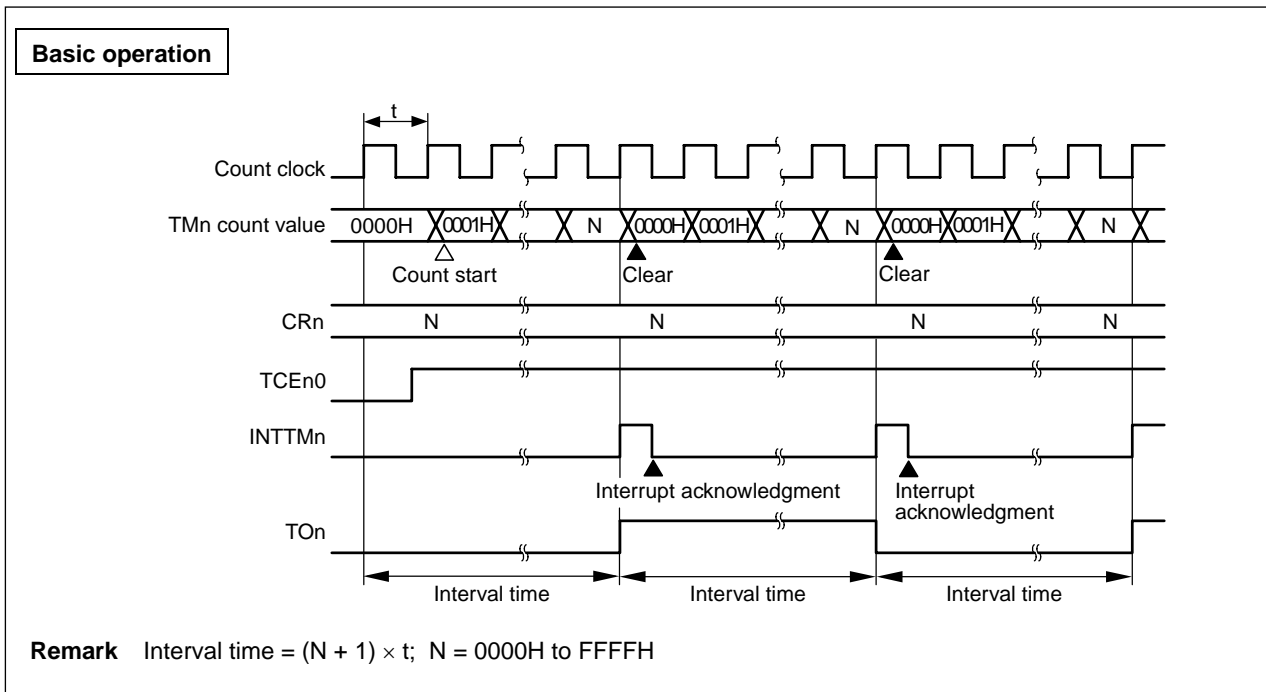 Basic operation
t
Count clock
TMn count value 0000H 0001H N 0000H 0001H N 0000H 0001H N
Count start Clear Clear
CRn N N N N
TCEn0
INTTMn
Interrupt acknowledgment Interrupt
acknowledgment
TOn
Interval time Interval time Interval time
Remark Interval time = (N + 1) × t; N = 0000H to FFFFH